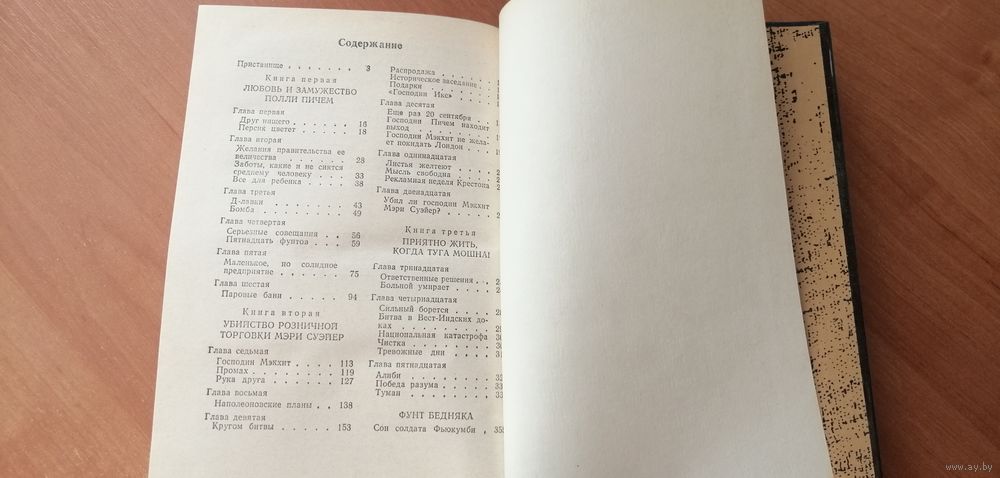 Содержание
Пристанище . . . . . . . 3
Книга первая
ЛЮБОВЬ И ЗАМУЖЕСТВО
ПОЛЛИ ПИЧЕМ
Глава первая
Друг нищего . . . . . . 16
Персик цветет . . . . . . 18
Глава вторая
Желания правительства ее
величества . . . . . . 28
Заботы, какие и не снятся
среднему человеку . . . . 33
Все для ребенка . . . . . 38
Глава третья
Д-лавки . . . . . . . 43
Бомба . . . . . . . . 49
Глава четвертая
Серьезные совещания . . . 56
Пятнадцать фунтов . . . . 59
Глава пятая
Маленькое, но солидное
предприятие . . . . . . 75
Глава шестая
Паровые бани . . . . . . 94
Книга вторая
УБИЙСТВО РОЗНИЧНОЙ
ТОРГОВКИ МЭРИ СУЭЙЕР
Глава седьмая
Господин Мэкхит . . . . . 113
Промах . . . . . . . . 119
Рука друга . . . . . . . 127
Глава восьмая
Наполеоновские планы . . 138
Глава девятая
Кругом битвы . . . . . . 153
Распродажа . . . . .
Историческое заседание .
Подарки . . . . . .
«Господин Икс» . . . .
Глава десятая
Еще раз 20 сентября . .
Господин Пичем находит
выход . . . . . . .
Господин Мэкхит не жела-
ет покидать Лондон . .
Глава одиннадцатая
Листья желтеют . . . .
Мысль свободна . . . .
Рекламная неделя Крестона
Глава двенадцатая
Убил ли господин Мэкхит
Мэри Суэйер? . . . . .
Книга третья
ПРИЯТНО ЖИТЬ,
КОГДА ТУГА МОШНА!
Глава тринадцатая
Ответственные решения . .
Больной умирает . . . .
Глава четырнадцатая
Сильный борется . . . .
Битва в Вест-Индских до-
ках . . . . . . . .
Национальная катастрофа
Чистка . . . . . . .
Тревожные дни . . . .
Глава пятнадцатая
Алиби . . . . . . .
Победа разума . . . . .
Туман . . . . . . .
ФУНТ БЕДНЯКА
Сон солдата Фьюкумби . 355
www.ay.by